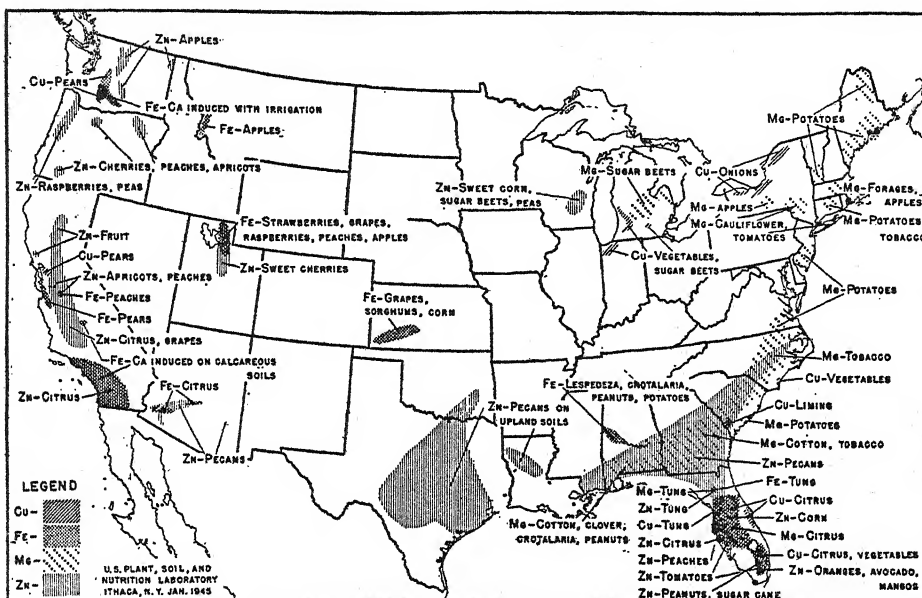 Zn-APPLES
Cu-PEARS
Fe-CA INDUCED WITH IRRIGATION
Fe-APPLES
Zn-CHERRIES, PEACHES, APRICOTS
Zn-RASPBERRIES, PEAS
Fe-STRAWBERRIES, GRAPES,
RASPBERRIES, PEACHES, APPLES
Zn-SWEET CHERRIES
Zn-FRUIT
Cu-PEARS
Zn-APRICOTS, PEACHES
Fe-PEACHES
Fe-PEARS
Zn-CITRUS, GRAPES
Fe-CA INDUCED ON CALCAREOUS
SOILS
Zn-CITRUS
Fe-CITRUS
Zn-PECANS
Fe-GRAPES,
SORGHUMS, CORN
Zn-SWEET CORN,
SUGAR BEETS, PEAS
Mg-SUGAR BEETS
Cu-ONIONS
Mg-POTATOES
Mg-APPLES
Mg-CAULIFLOWER,
TOMATOES
Mg-FORAGES,
APPLES
Mg-POTATOES
TOBACCO
Cu-VEGETABLES,
SUGAR BEETS
Mg-POTATOES
Mg-TOBACCO
Cu-VEGETABLES
Fe-LESPEDEZA, CROTALARIA,
PEANUTS, POTATOES
Zn-PECANS ON
UPLAND SOILS
Cu-LIMING
Mg-POTATOES
Mg-COTTON, TOBACCO
Zn-PECANS
Fe-TUNG
Mg-TUNG
Zn-TUNG
Cu-TUNG
Zn-CITRUS
Zn-PEACHES
Zn-TOMATOES
Zn-PEANUTS, SUGAR CANE
Cu-CITRUS
Zn-CORN
Mg-CITRUS
Cu-CITRUS, VEGETABLES
Zn-ORANGES, AVOCADO,
MANGOS
Mg-COTTON, CLOVER,
CROTALARIA, PEANUTS
LEGEND
Cu-
Fe-
Mg-
Zn-
U.S. PLANT, SOIL, AND
NUTRITION LABORATORY
ITHACA, N.Y. JAN. 1945